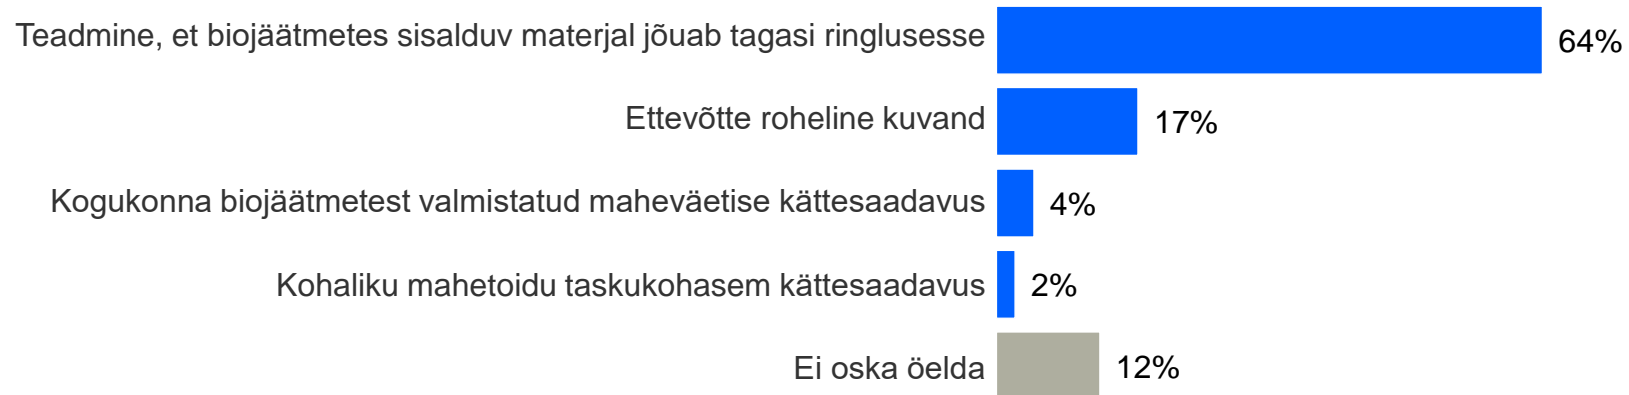 Teadmine, et biojäätmetes sisalduv materjal jõuab tagasi ringlusesse 64%
Ettevõtte roheline kuvand 17%
Kogukonna biojäätmetest valmistatud maheväetise kättesaadavus 4%
Kohaliku mahetoidu taskukohasem kättesaadavus 2%
Ei oska öelda 12%